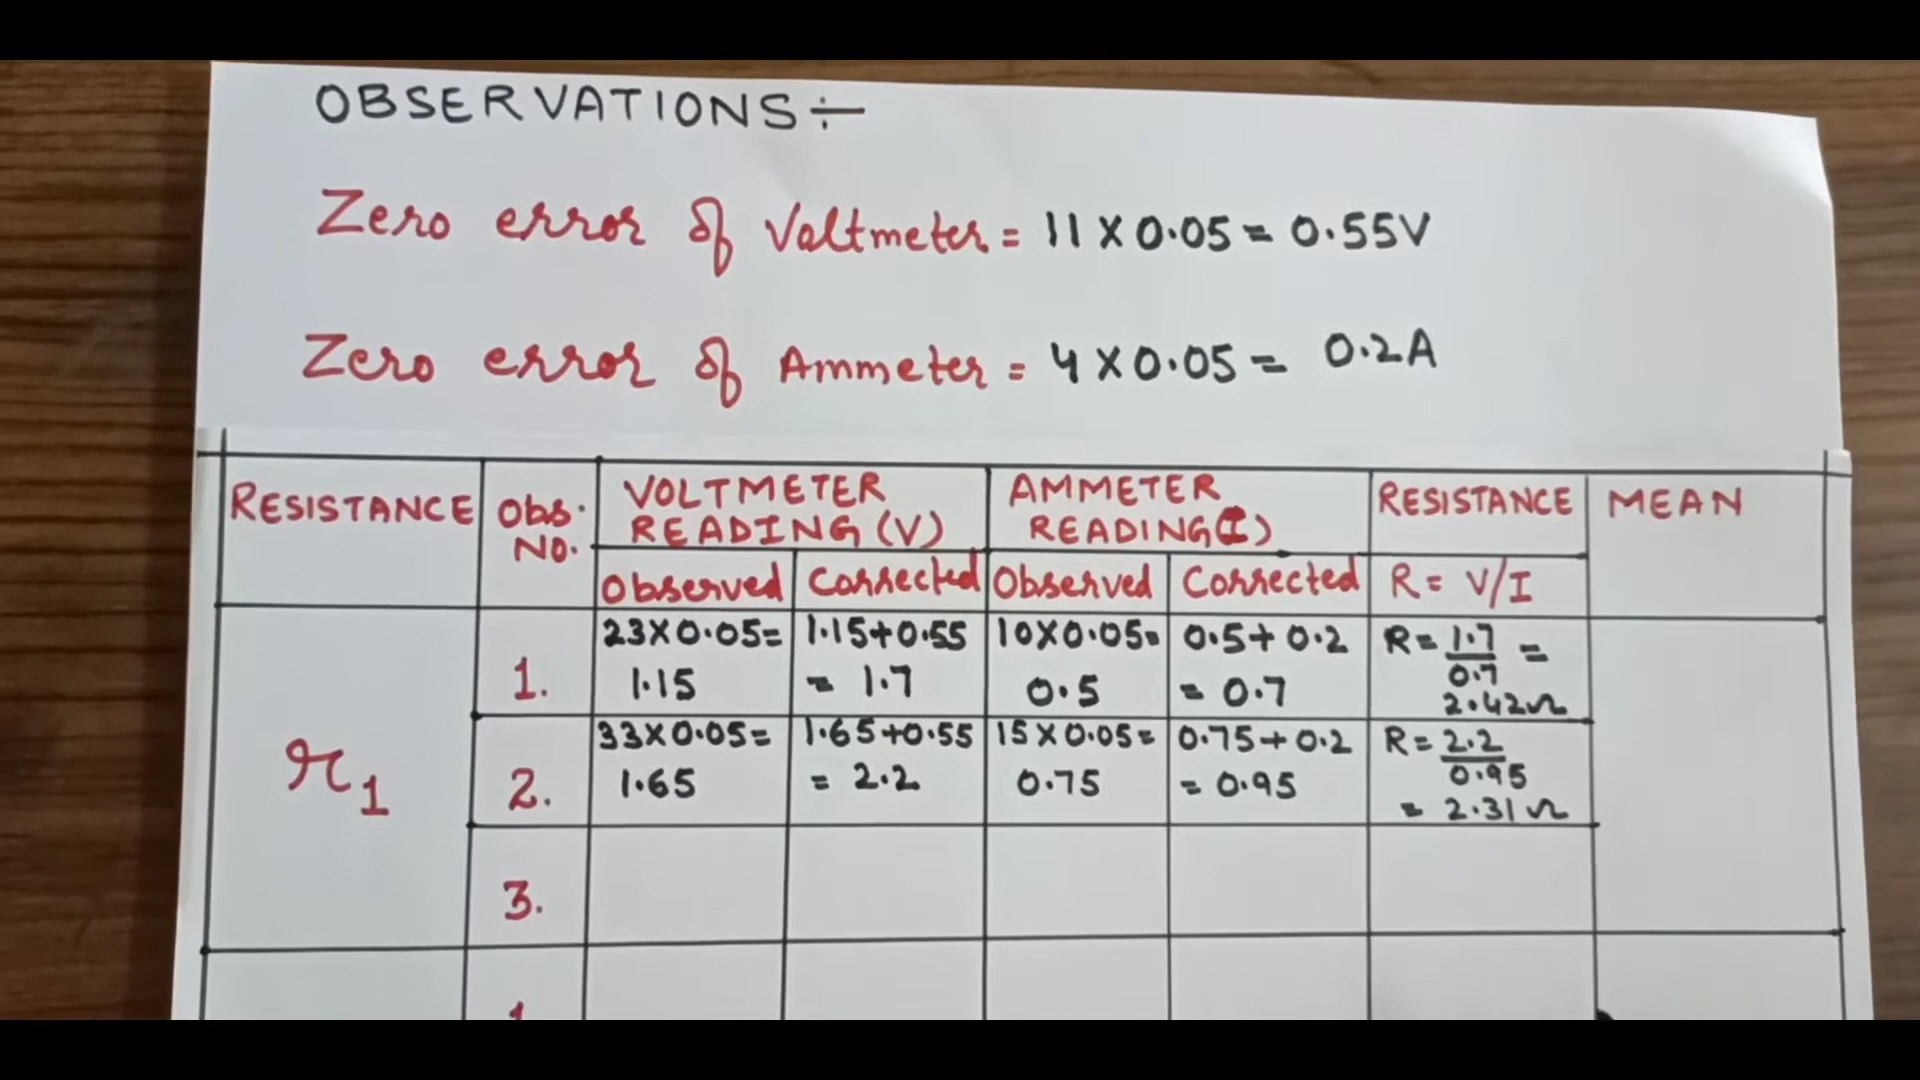 OBSERVATIONS ÷
Zero error of Voltmeter = 11 X 0.05 = 0.55V
Zero error of Ammeter = 4 X 0.05 = 0.2A
RESISTANCE
Obs.
NO.
VOLTMETER
READING (V)
AMMETER
READING (I)
RESISTANCE
MEAN
Observed
Corrected
Observed
Corrected
R = V/I
r1
1.
23X0.05=
1.15
1.15+0.55
= 1.7
10X0.05=
0.5
0.5+0.2
= 0.7
R = 1.7 =
0.7
2.42Ω
2.
33X0.05=
1.65
1.65+0.55
= 2.2
15X0.05=
0.75
0.75+0.2
= 0.95
R = 2.2
0.95
= 2.31Ω
3.